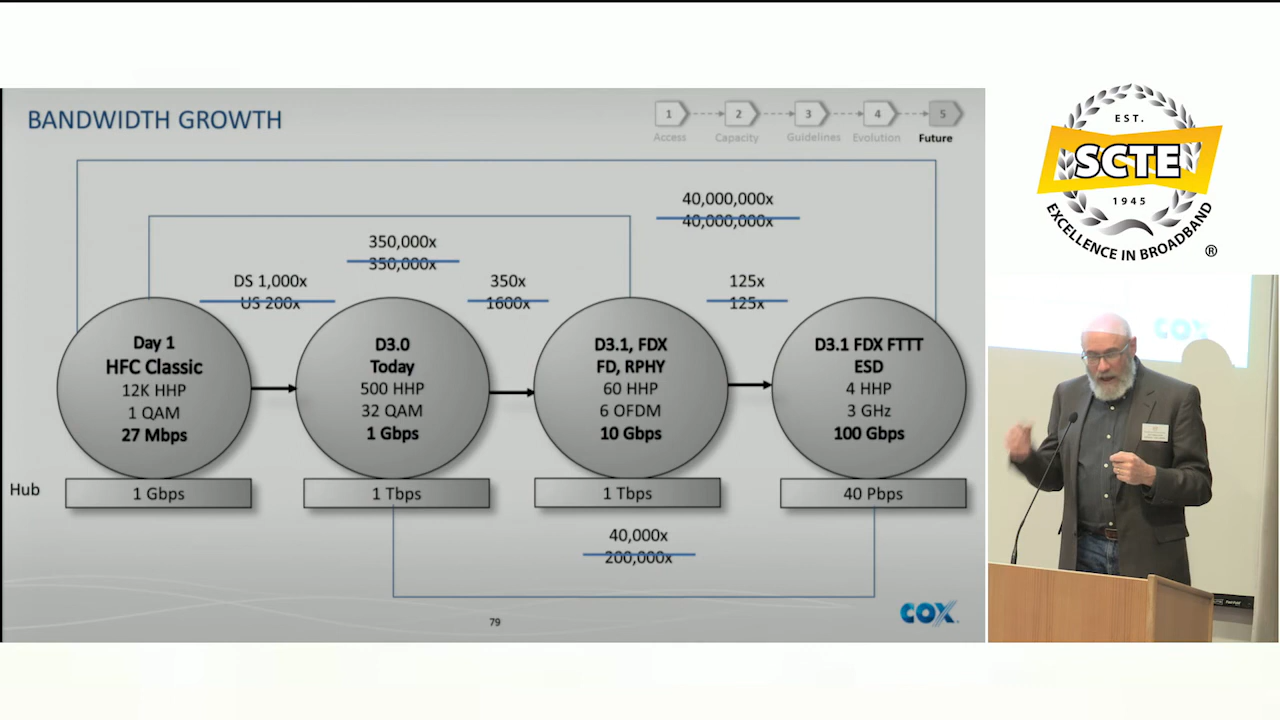 BANDWIDTH GROWTH
1 2 3 4 5
Access Capacity Guidelines Evolution Future
40,000,000x
40,000,000x
350,000x
350,000x
DS 1,000x
US 200x
350x
1600x
125x
125x
Day 1
HFC Classic
12K HHP
1 QAM
27 Mbps
D3.0
Today
500 HHP
32 QAM
1 Gbps
D3.1, FDX
FD, RPHY
60 HHP
6 OFDM
10 Gbps
D3.1 FDX FTTT
ESD
4 HHP
3 GHz
100 Gbps
Hub
1 Gbps
1 Tbps
1 Tbps
40 Pbps
40,000x
200,000x
79
COX
EST.
SCTE
1945
EXCELLENCE IN BROADBAND
®
COX